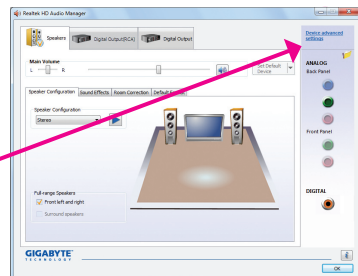 Realtek HD Audio Manager
Speakers
Digital Output(RCA)
Digital Output
Device advanced settings
Main Volume
L
R
Set Default Device
ANALOG
Back Panel
Speaker Configuration
Sound Effects
Room Correction
Default Format
Speaker Configuration
Stereo
Front Panel
Full-range Speakers
Front left and right
Surround speakers
DIGITAL
GIGABYTE
TECHNOLOGY
OK